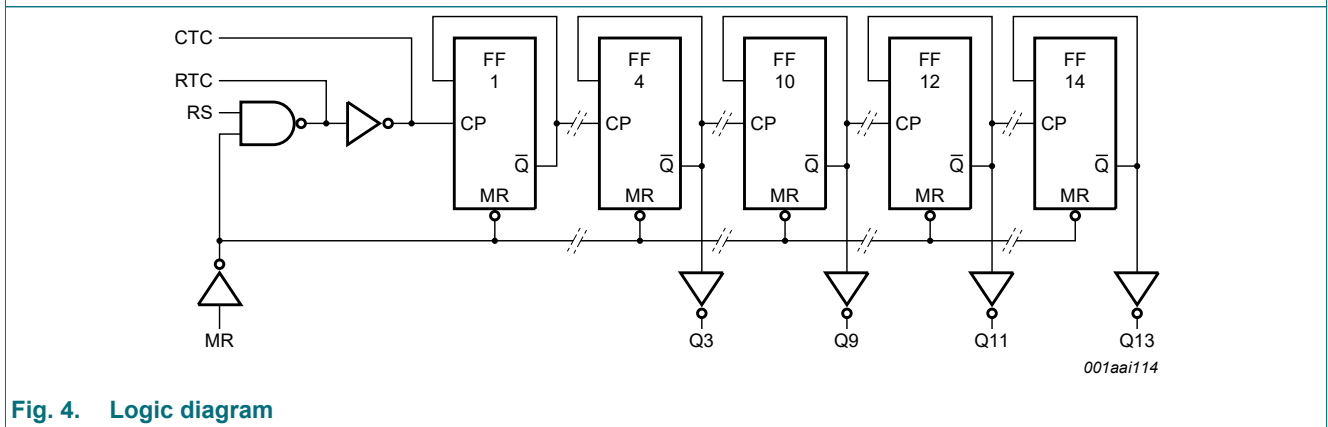 CTC
RTC
RS
FF
1
CP
Q̅
MR
FF
4
CP
Q̅
MR
FF
10
CP
Q̅
MR
FF
12
CP
Q̅
MR
FF
14
CP
Q̅
MR
MR
Q3
Q9
Q11
Q13
001aai114
Fig. 4. Logic diagram